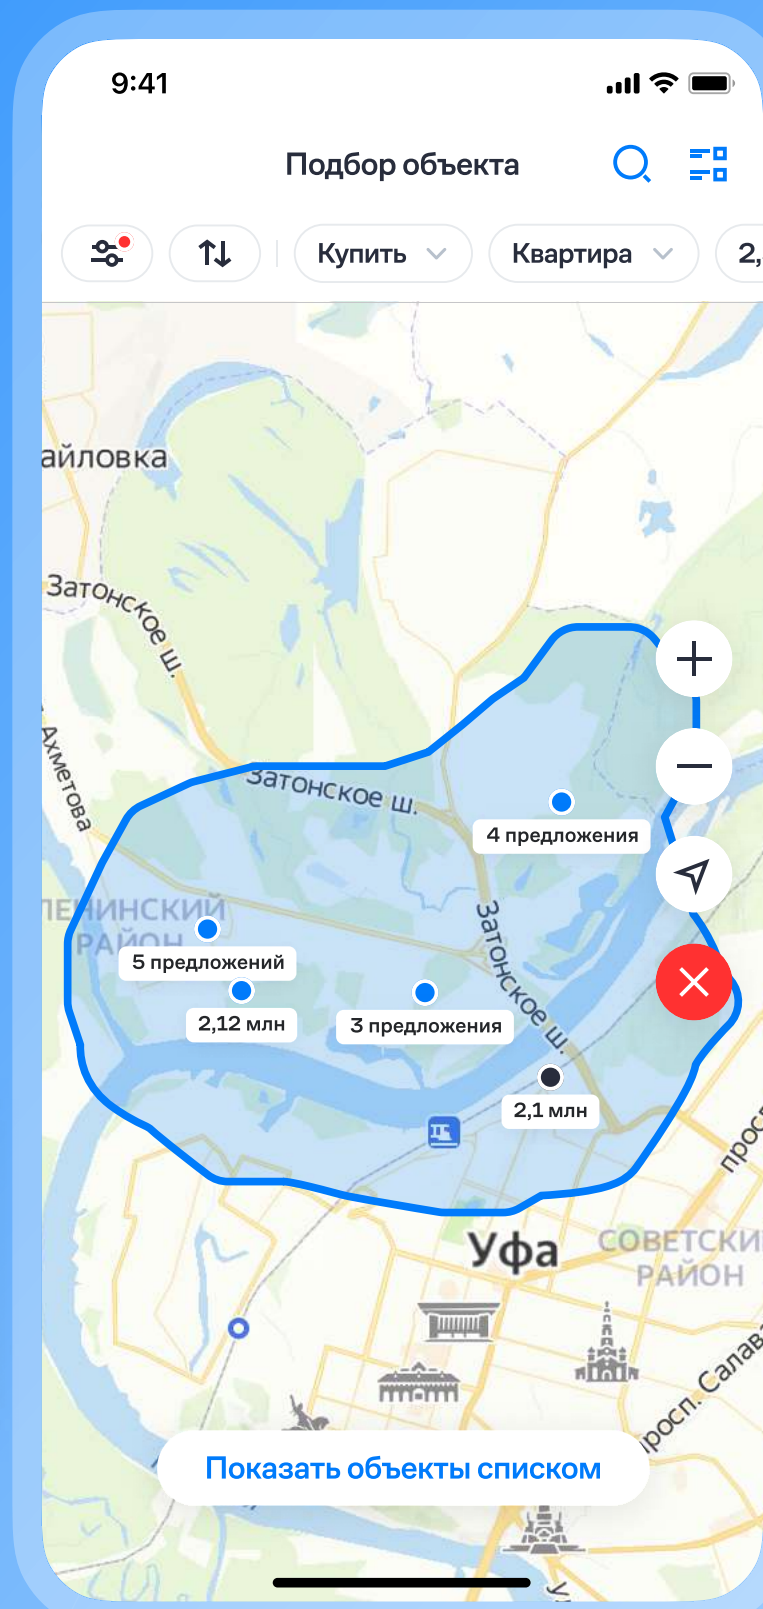 9:41
Подбор объекта
Купить
Квартира
2,
айловка
Затонское ш.
Ахметова
Затонское ш.
4 предложения
ЛЕНИНСКИЙ
РАЙОН
5 предложений
Затонское ш.
2,12 млн
3 предложения
2,1 млн
просп
Уфа
СОВЕТСКИ
РАЙОН
просп. Салава
Показать объекты списком